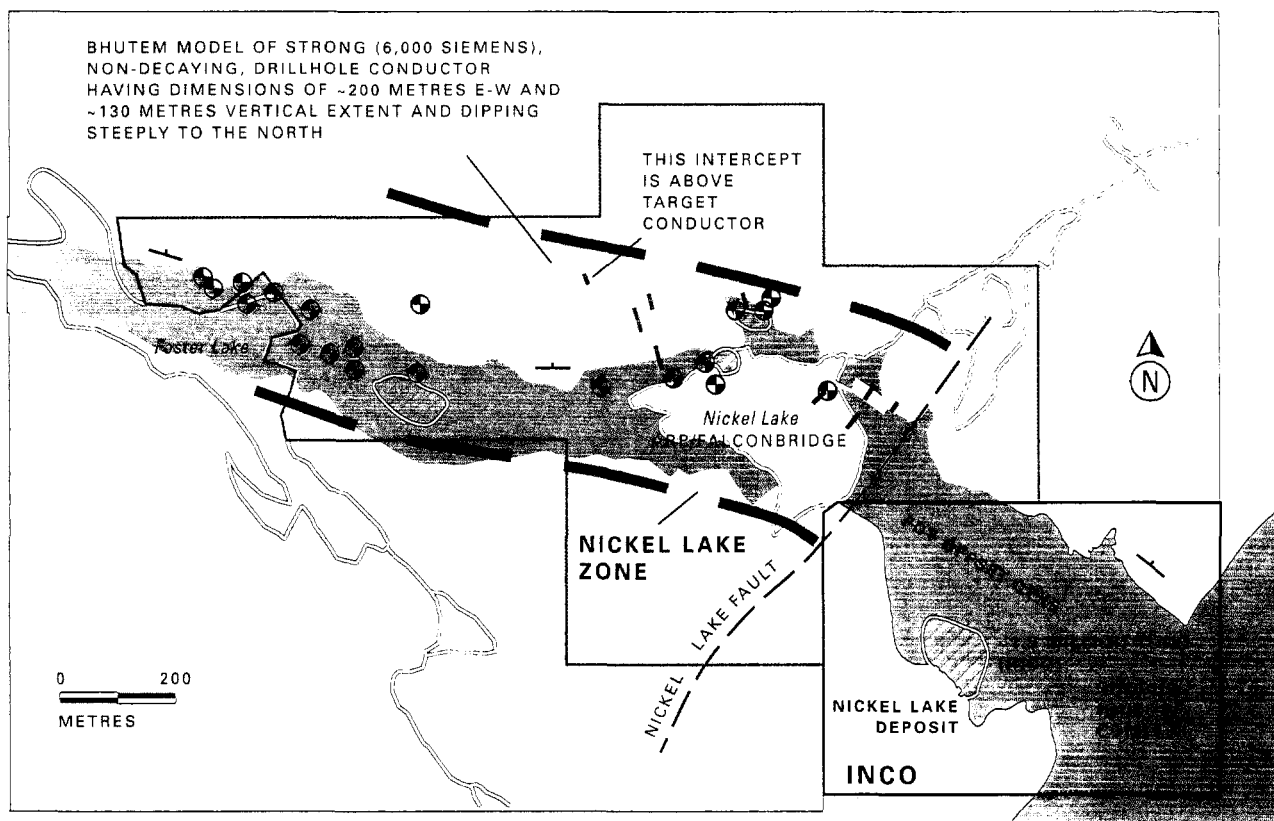 BHUTEM MODEL OF STRONG (6,000 SIEMENS),
NON-DECAYING, DRILLHOLE CONDUCTOR
HAVING DIMENSIONS OF ~200 METRES E-W AND
~130 METRES VERTICAL EXTENT AND DIPPING
STEEPLY TO THE NORTH
THIS INTERCEPT
IS ABOVE
TARGET
CONDUCTOR
Foster Lake
N
Nickel Lake
FALCONBRIDGE
NICKEL LAKE
ZONE
NICKEL LAKE FAULT
0 200
METRES
NICKEL LAKE
DEPOSIT
INCO